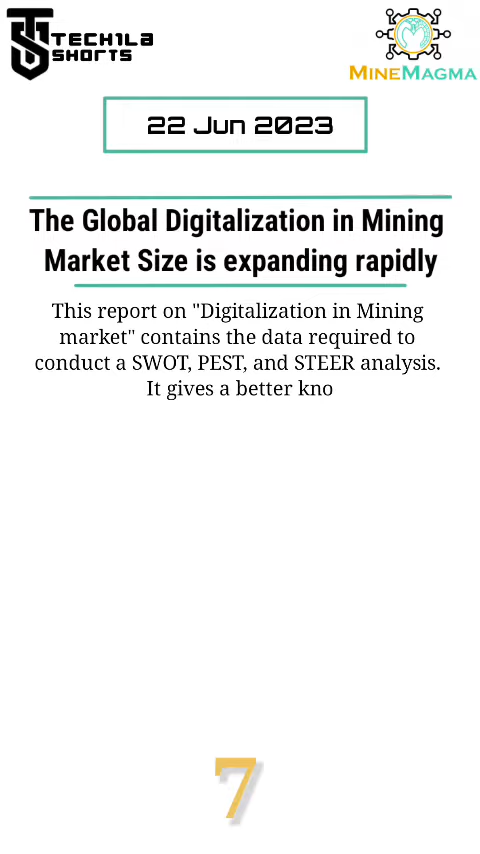 TECH1LA
SHORTS
MINEMAGMA
22 Jun 2023
The Global Digitalization in Mining
Market Size is expanding rapidly
This report on "Digitalization in Mining
market" contains the data required to
conduct a SWOT, PEST, and STEER analysis.
It gives a better kno
7